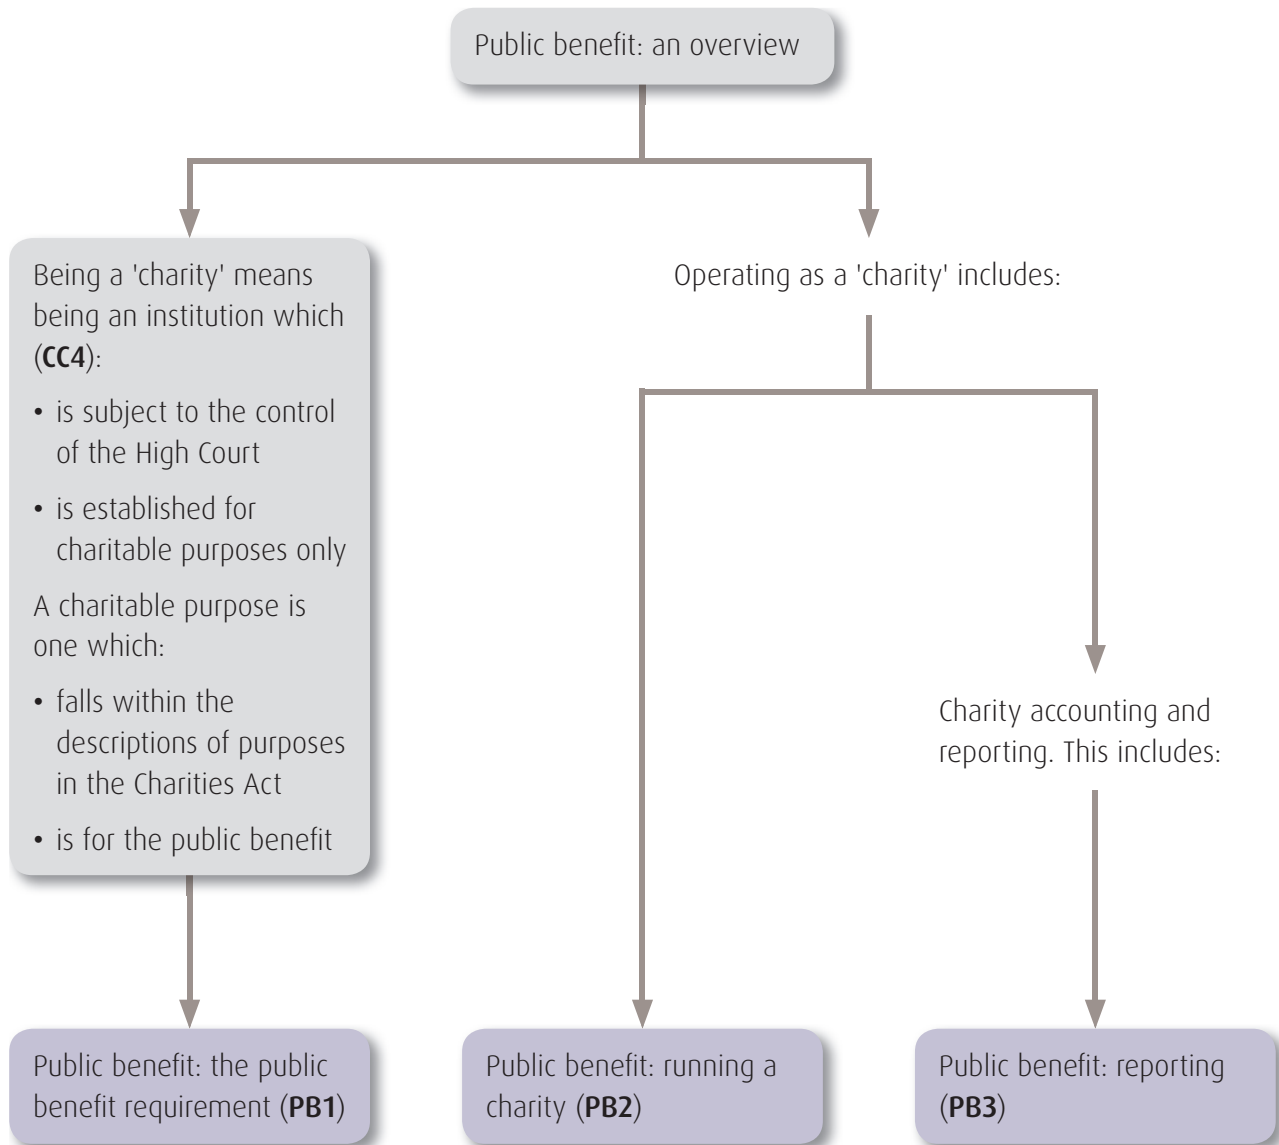 Public benefit: an overview
Being a 'charity' means
being an institution which
(CC4):
• is subject to the control
of the High Court
• is established for
charitable purposes only
A charitable purpose is
one which:
• falls within the
descriptions of purposes
in the Charities Act
• is for the public benefit
Public benefit: the public
benefit requirement (PB1)
Operating as a 'charity' includes:
Public benefit: running a
charity (PB2)
Charity accounting and
reporting. This includes:
Public benefit: reporting
(PB3)